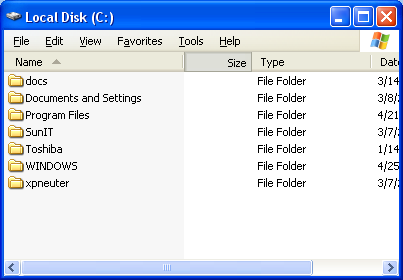 Local Disk (C:)
File Edit View Favorites Tools Help
Name Size Type
docs File Folder 3/14
Documents and Settings File Folder 3/8/
Program Files File Folder 4/21
SunIT File Folder 3/7/
Toshiba File Folder 1/14
WINDOWS File Folder 4/25
xpneuter File Folder 3/7/